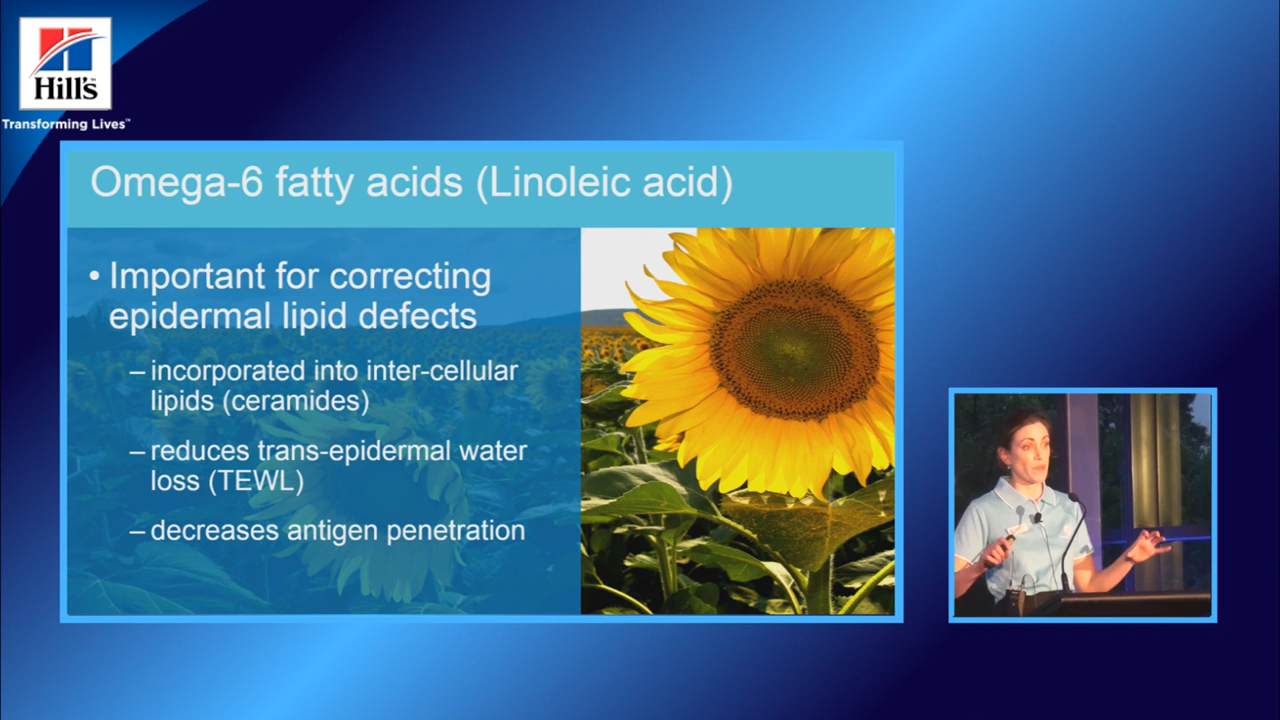 Hill's
Transforming Lives™
Omega-6 fatty acids (Linoleic acid)
• Important for correcting
epidermal lipid defects
– incorporated into inter-cellular
lipids (ceramides)
– reduces trans-epidermal water
loss (TEWL)
– decreases antigen penetration